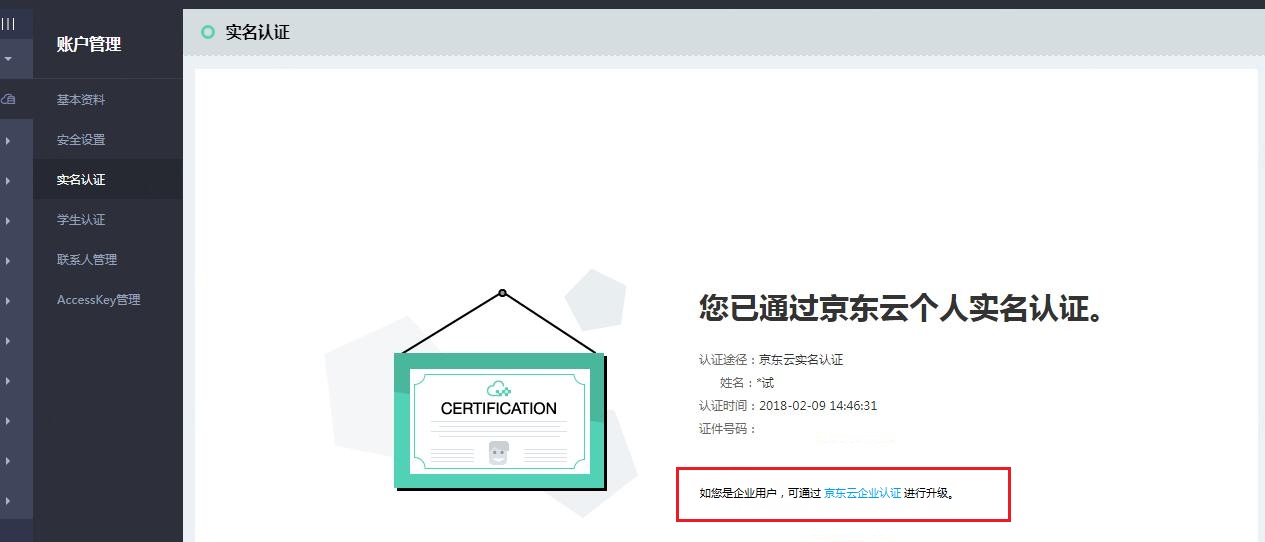 账户管理
基本资料
安全设置
实名认证
学生认证
联系人管理
AccessKey管理
实名认证
CERTIFICATION
您已通过京东云个人实名认证。
认证途径：京东云实名认证
姓名：*试
认证时间：2018-02-09 14:46:31
证件号码：
如您是企业用户，可通过 京东云企业认证 进行升级。